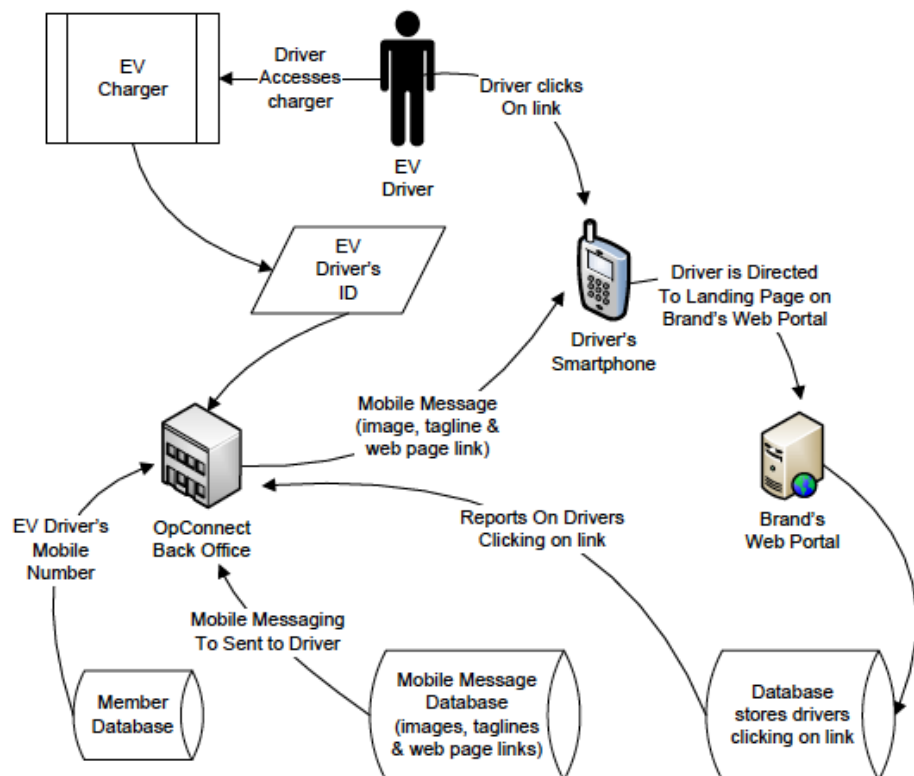 EV
Charger
Driver
Accesses
charger
EV
Driver
Driver clicks
On link
EV
Driver's
ID
Driver's
Smartphone
Driver is Directed
To Landing Page on
Brand's Web Portal
Mobile Message
(image, tagline &
web page link)
OpConnect
Back Office
EV Driver's
Mobile
Number
Reports On Drivers
Clicking on link
Brand's
Web Portal
Mobile Messaging
To Sent to Driver
Member
Database
Mobile Message
Database
(images, taglines
& web page links)
Database
stores drivers
clicking on link